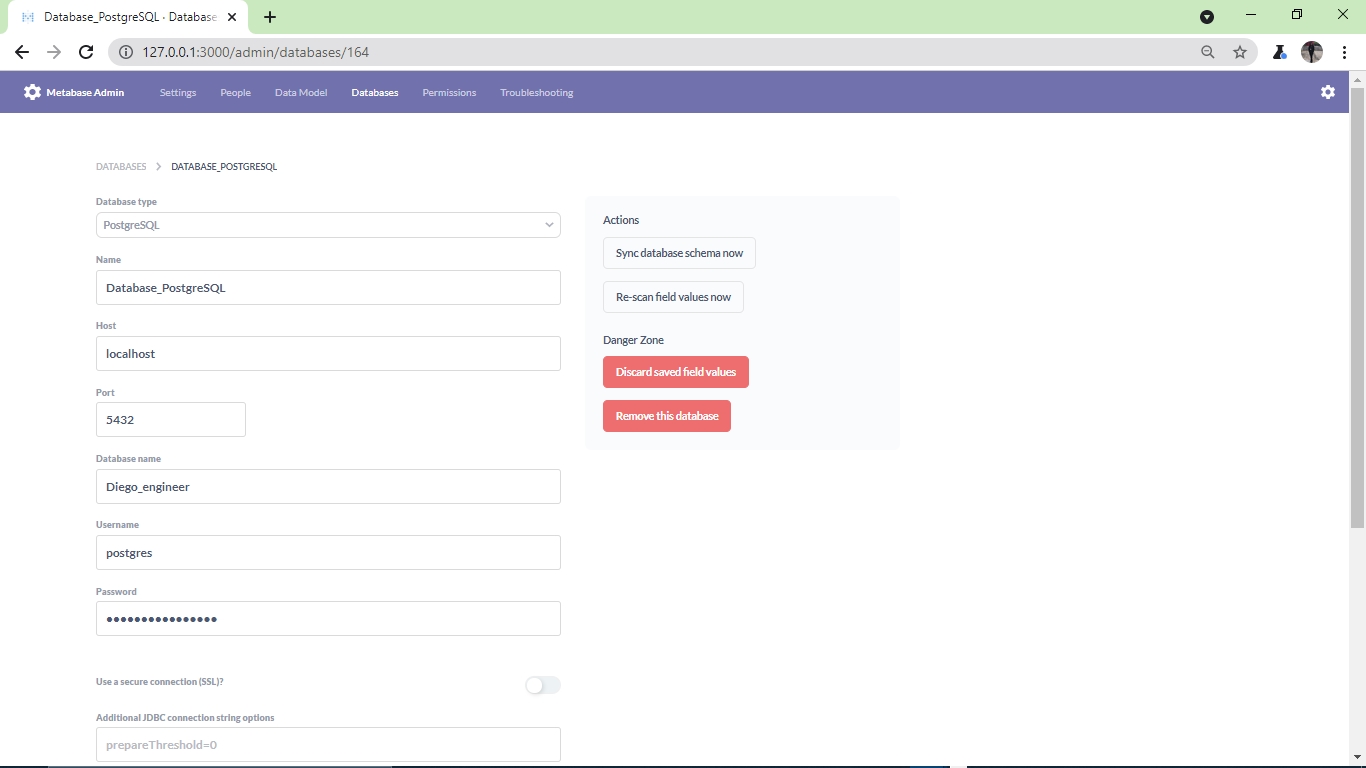 Database_PostgreSQL · Database
127.0.0.1:3000/admin/databases/164
Metabase Admin
Settings
People
Data Model
Databases
Permissions
Troubleshooting
DATABASES > DATABASE_POSTGRESQL
Database type
PostgreSQL
Name
Database_PostgreSQL
Host
localhost
Port
5432
Database name
Diego_engineer
Username
postgres
Password
••••••••••••••••
Use a secure connection (SSL)?
Additional JDBC connection string options
prepareThreshold=0
Actions
Sync database schema now
Re-scan field values now
Danger Zone
Discard saved field values
Remove this database